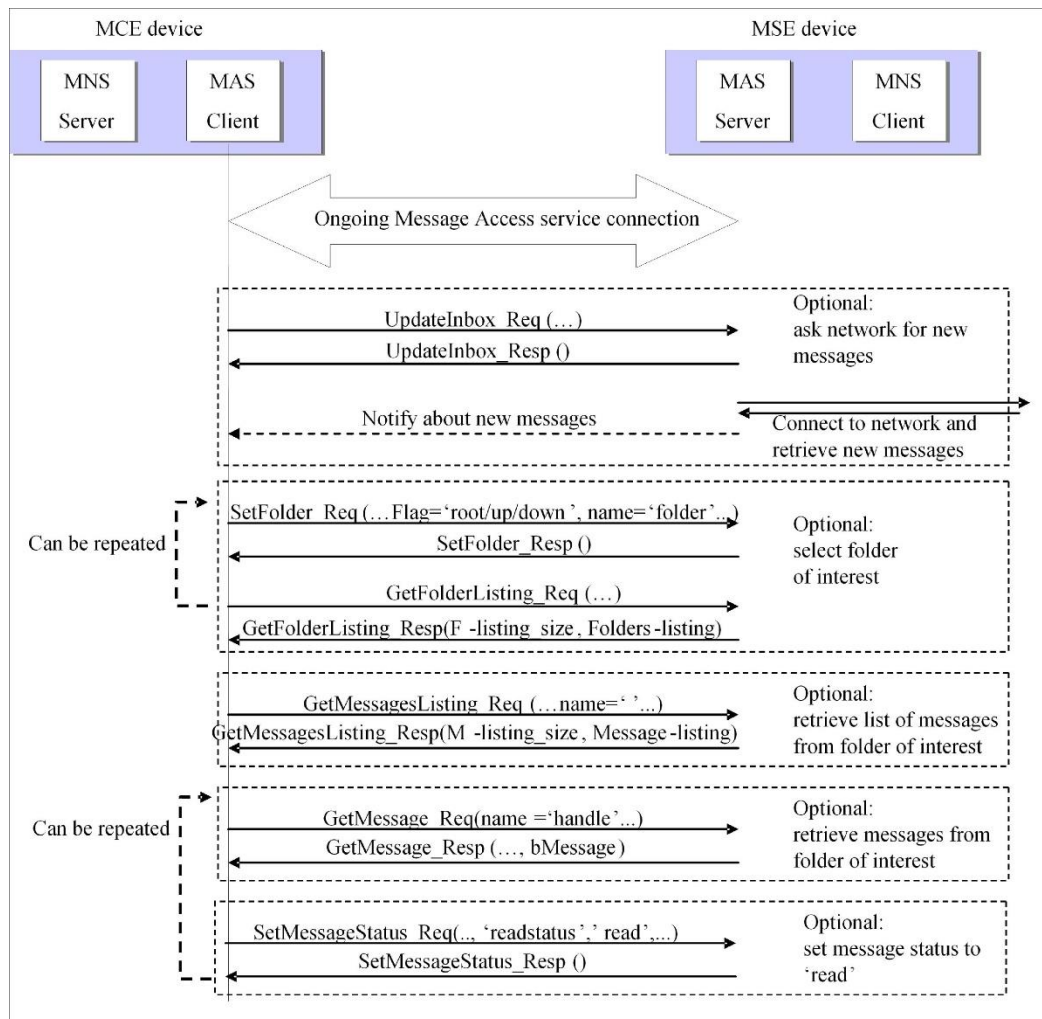 MCE device
MSE device
MNS
Server
MAS
Client
MAS
Server
MNS
Client
Ongoing Message Access service connection
UpdateInbox_Req (…)
UpdateInbox_Resp ()
Optional:
ask network for new
messages
Notify about new messages
Connect to network and
retrieve new messages
Can be repeated
SetFolder_Req (…Flag=‘root/up/down’, name=‘folder’...)
SetFolder_Resp ()
GetFolderListing_Req (…)
GetFolderListing_Resp(F -listing_size, Folders-listing)
Optional:
select folder
of interest
GetMessagesListing_Req (…name=‘ ’...)
GetMessagesListing_Resp(M -listing_size, Message-listing)
Optional:
retrieve list of messages
from folder of interest
Can be repeated
GetMessage_Req(name =‘handle’...)
GetMessage_Resp (…, bMessage)
Optional:
retrieve messages from
folder of interest
SetMessageStatus_Req(.., ‘readstatus’,’ read’,...)
SetMessageStatus_Resp ()
Optional:
set message status to
‘read’